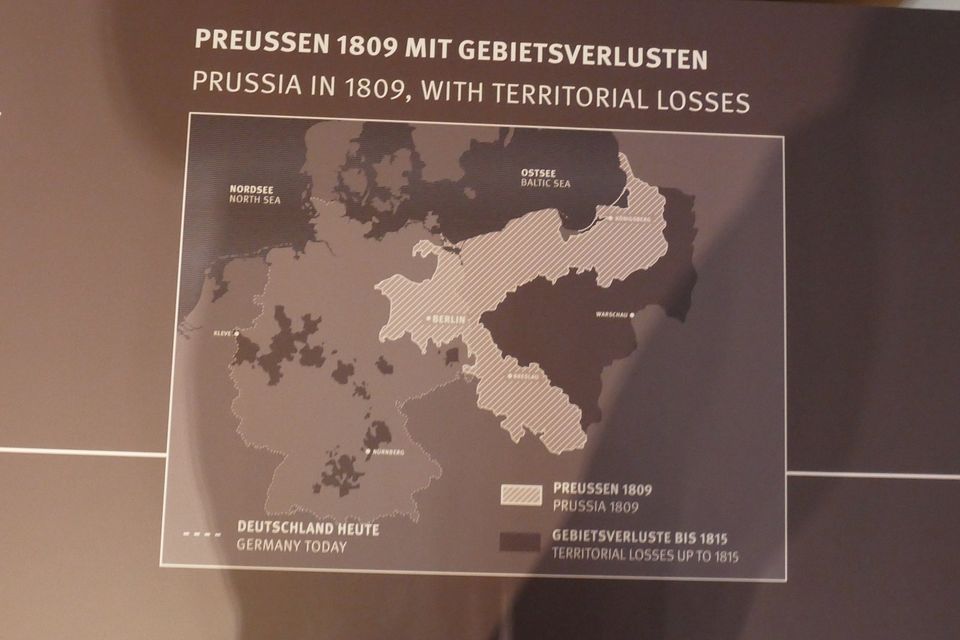 PREUSSEN 1809 MIT GEBIETSVERLUSTEN
PRUSSIA IN 1809, WITH TERRITORIAL LOSSES
NORDSEE
NORTH SEA
OSTSEE
BALTIC SEA
KÖNIGSBERG
WARSCHAU
BERLIN
KLEVE
BRESLAU
NÜRNBERG
PREUSSEN 1809
PRUSSIA 1809
DEUTSCHLAND HEUTE
GERMANY TODAY
GEBIETSVERLUSTE BIS 1815
TERRITORIAL LOSSES UP TO 1815